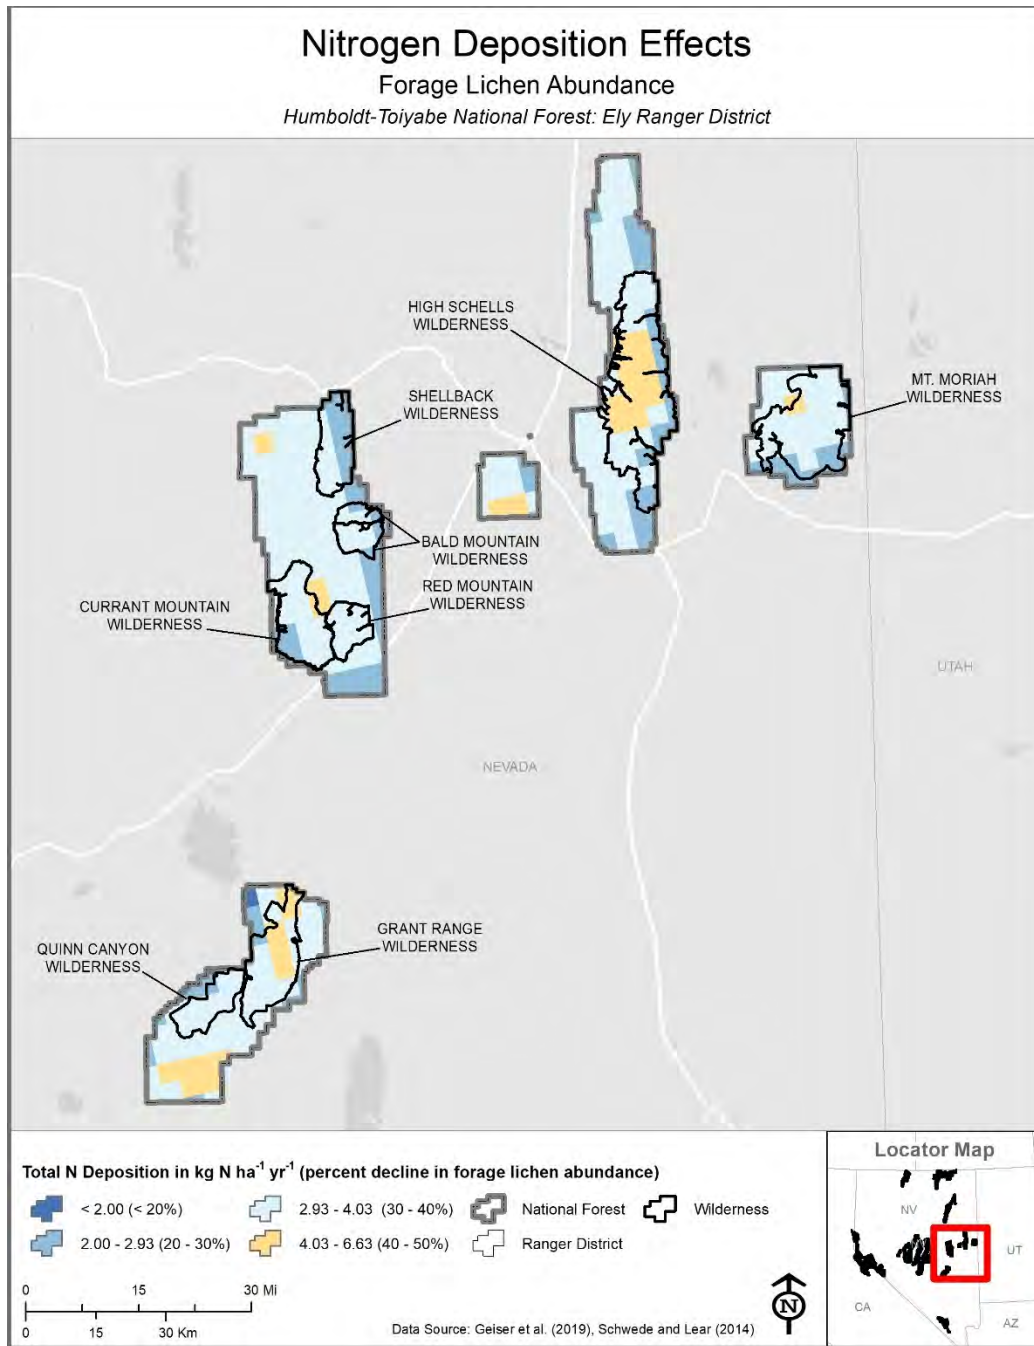 Nitrogen Deposition Effects
Forage Lichen Abundance
Humboldt-Toiyabe National Forest: Ely Ranger District
HIGH SCHELLS
WILDERNESS
MT. MORIAH
WILDERNESS
SHELLBACK
WILDERNESS
BALD MOUNTAIN
WILDERNESS
RED MOUNTAIN
WILDERNESS
CURRANT MOUNTAIN
WILDERNESS
UTAH
NEVADA
GRANT RANGE
WILDERNESS
QUINN CANYON
WILDERNESS
Total N Deposition in kg N ha⁻¹ yr⁻¹ (percent decline in forage lichen abundance)
< 2.00 (< 20%)
2.93 - 4.03 (30 - 40%)
National Forest
Wilderness
2.00 - 2.93 (20 - 30%)
4.03 - 6.63 (40 - 50%)
Ranger District
0 15 30 Mi
0 15 30 Km
N
Data Source: Geiser et al. (2019), Schwede and Lear (2014)
Locator Map
NV
UT
CA
AZ